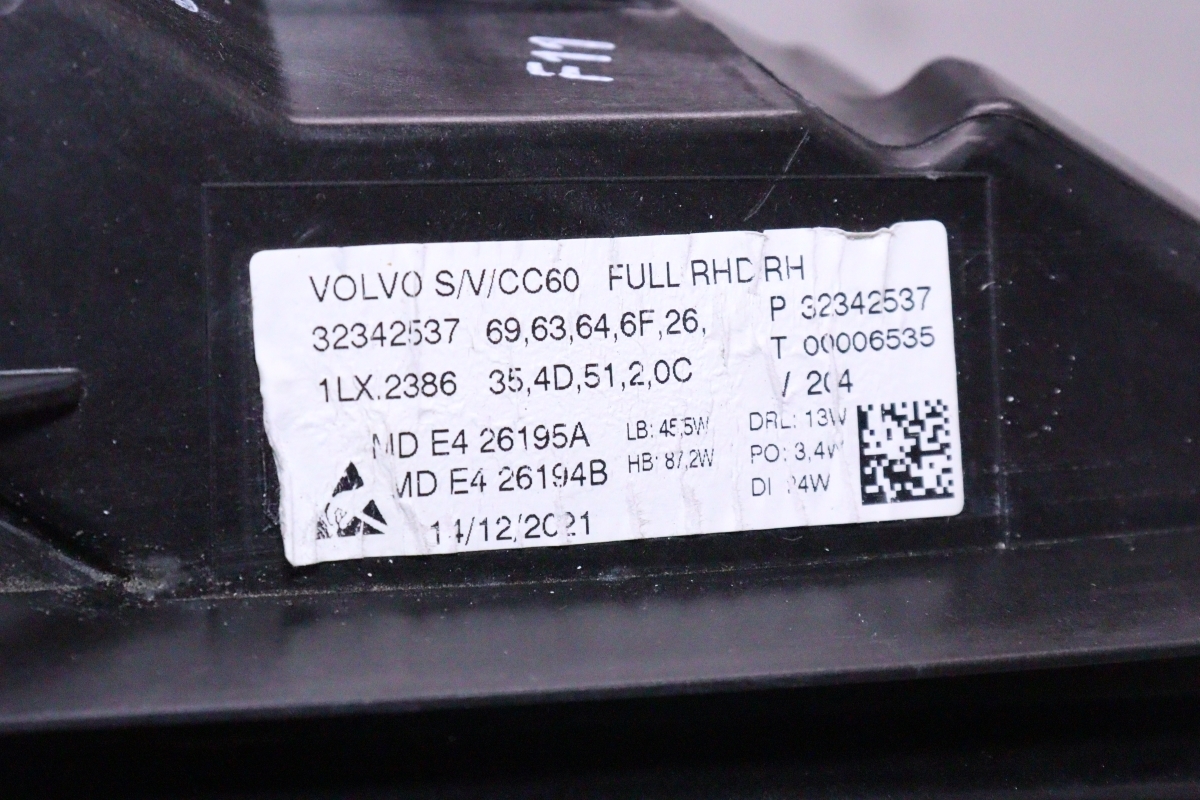 F11
VOLVO S/V/CC60 FULL RHD RH
32342537 69,63,64,6F,26, P 32342537
1LX.2386 35,4D,51,2,0C T 00006535
/ 204
MD E4 26195A LB: 45,5W DRL: 13W
MD E4 26194B HB: 87,2W PO: 3,4W
14/12/2021 DI 24W